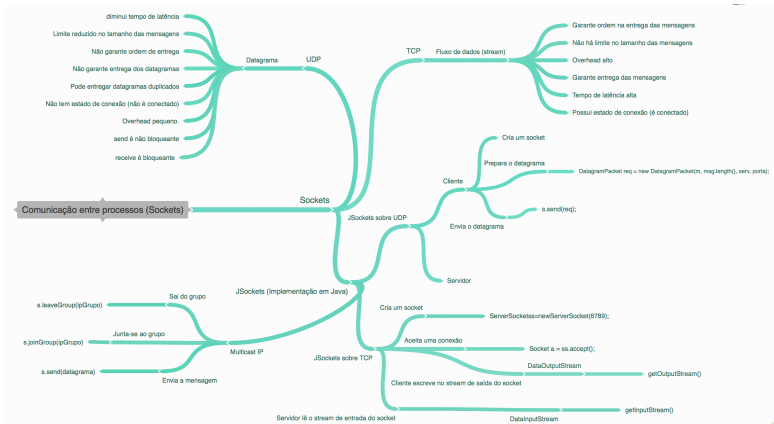 diminui tempo de latência
Limite reduzido no tamanho das mensagens
Não garante ordem de entrega
Não garante entrega dos datagramas
Pode entregar datagramas duplicados
Não tem estado de conexão (não é conectado)
Overhead pequeno.
send é não bloqueante
receive é bloqueante
Datagrama
UDP
TCP
Fluxo de dados (stream)
Garante ordem na entrega das mensagens
Não há limite no tamanho das mensagens
Overhead alto
Garante entrega das mensagens
Tempo de latência alta
Possui estado de conexão (é conectado)
Comunicação entre processos (Sockets)
Sockets
JSockets sobre UDP
Cliente
Cria um socket
Prepara o datagrama
DatagramPacket req = new DatagramPacket(m, msg.length(), serv, porta);
Envia o datagrama
s.send(req);
Servidor
JSockets (Implementação em Java)
Multicast IP
Sai do grupo
s.leaveGroup(ipGrupo)
Junta-se ao grupo
s.joinGroup(ipGrupo)
Envia a mensagem
s.send(datagrama)
JSockets sobre TCP
Cria um socket
ServerSocketss=newServerSocket(6789);
Aceita uma conexão
Socket a = ss.accept();
Cliente escreve no stream de saída do socket
DataOutputStream
getOutputStream()
Servidor lê o stream de entrada do socket
DataInputStream
getInputStream()